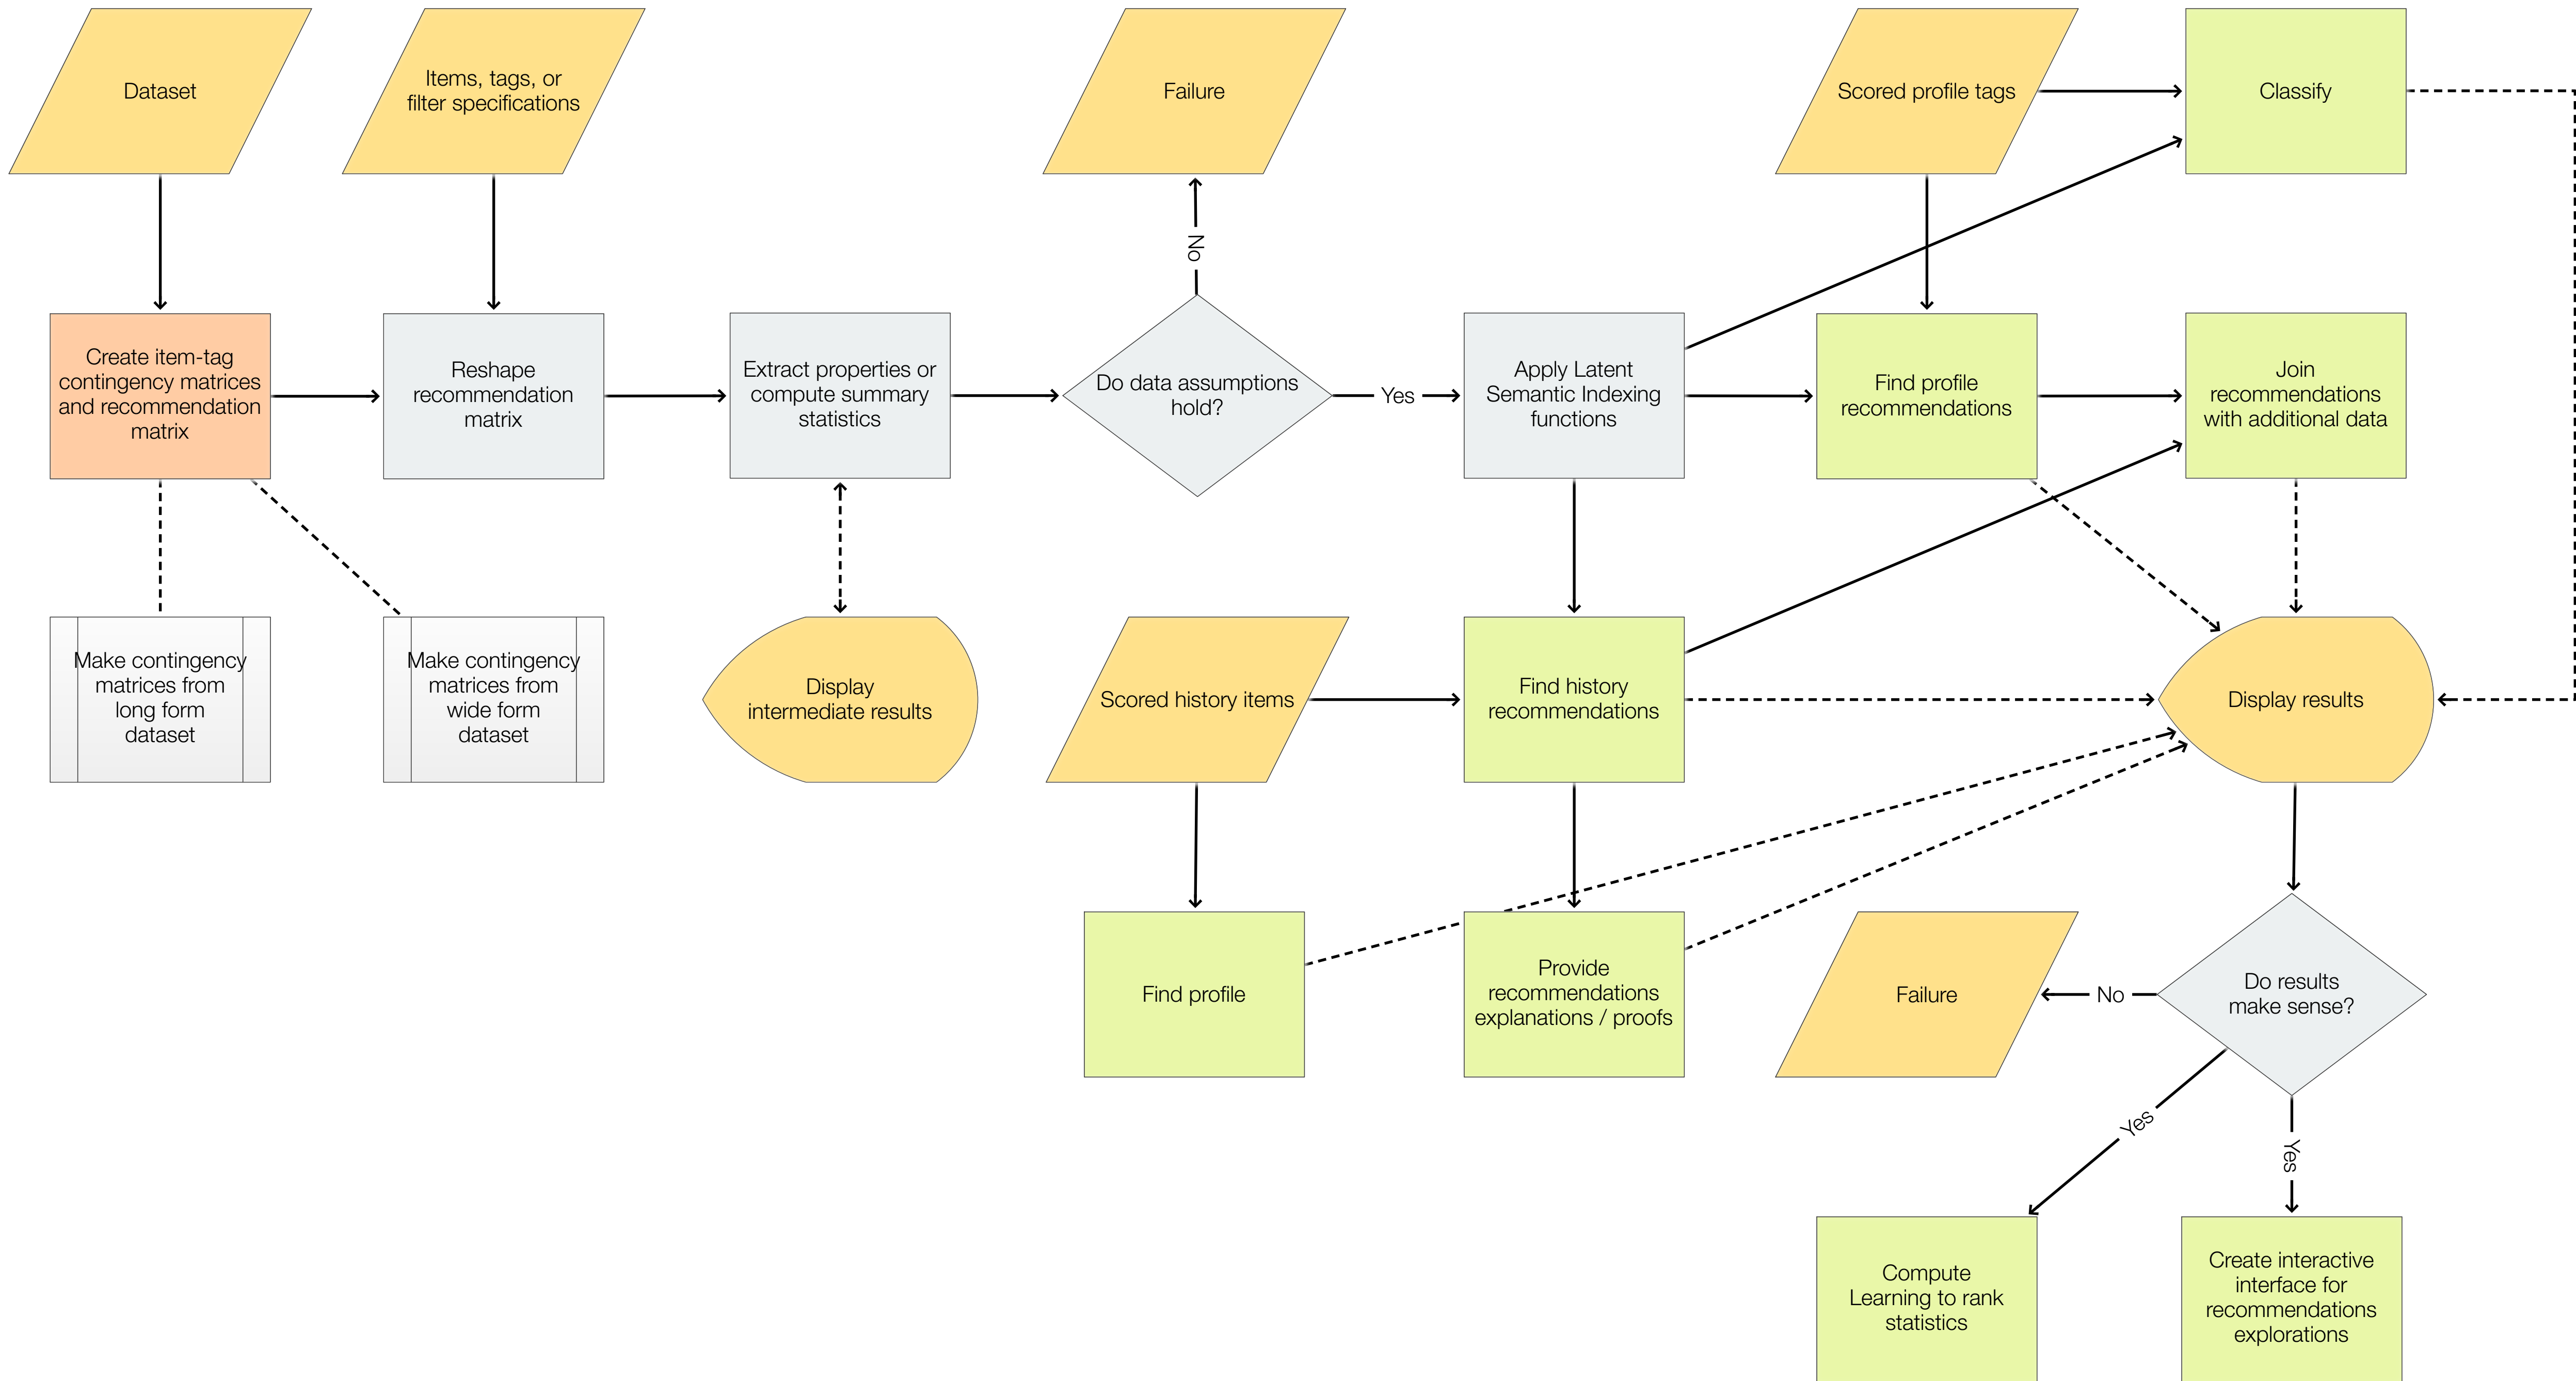 Dataset
Items, tags, or
filter specifications
Failure
Scored profile tags
Classify
No
Create item-tag
contingency matrices
and recommendation
matrix
Reshape
recommendation
matrix
Extract properties or
compute summary
statistics
Do data assumptions
hold?
Yes
Apply Latent
Semantic Indexing
functions
Find profile
recommendations
Join
recommendations
with additional data
Make contingency
matrices from
long form
dataset
Make contingency
matrices from
wide form
dataset
Display
intermediate results
Scored history items
Find history
recommendations
Display results
Find profile
Provide
recommendations
explanations / proofs
Failure
No
Do results
make sense?
Yes
Yes
Compute
Learning to rank
statistics
Create interactive
interface for
recommendations
explorations